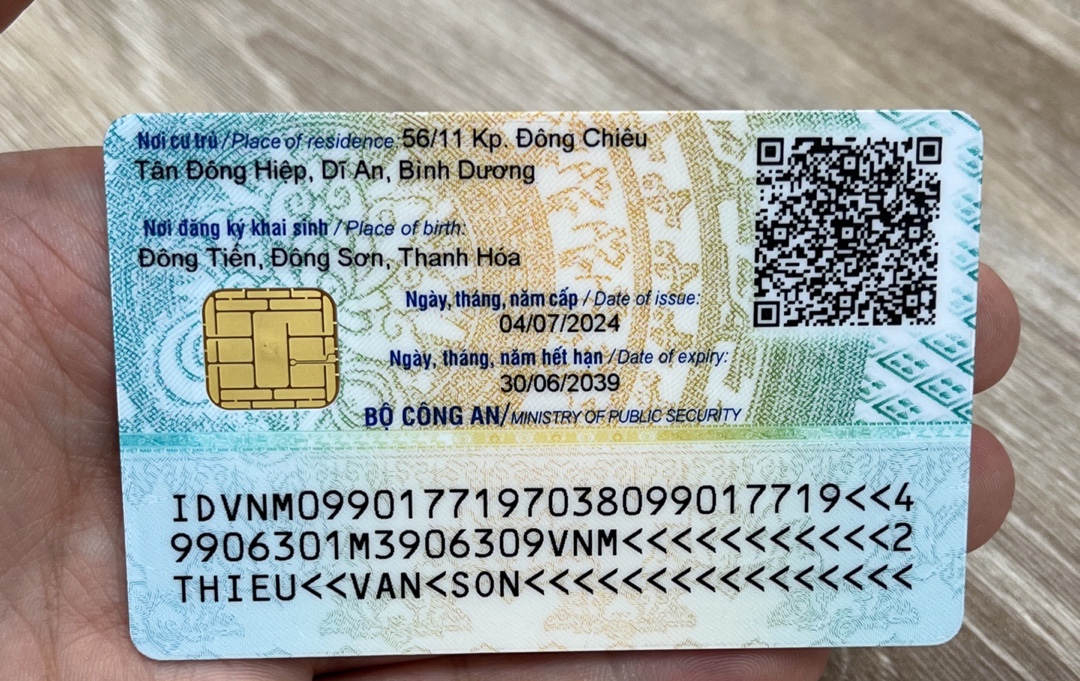 Nơi cư trú / Place of residence: 56/11 Kp. Đông Chiêu
Tân Đông Hiệp, Dĩ An, Bình Dương
Nơi đăng ký khai sinh / Place of birth:
Đông Tiến, Đông Sơn, Thanh Hóa
Ngày, tháng, năm cấp / Date of issue:
04/07/2024
Ngày, tháng, năm hết hạn / Date of expiry:
30/06/2039
BỘ CÔNG AN/MINISTRY OF PUBLIC SECURITY
IDVNM0990177197038099017719<<4
9906301M3906309VNM<<<<<<<<<<<2
THIEU<<VAN<SON<<<<<<<<<<<<<<<<